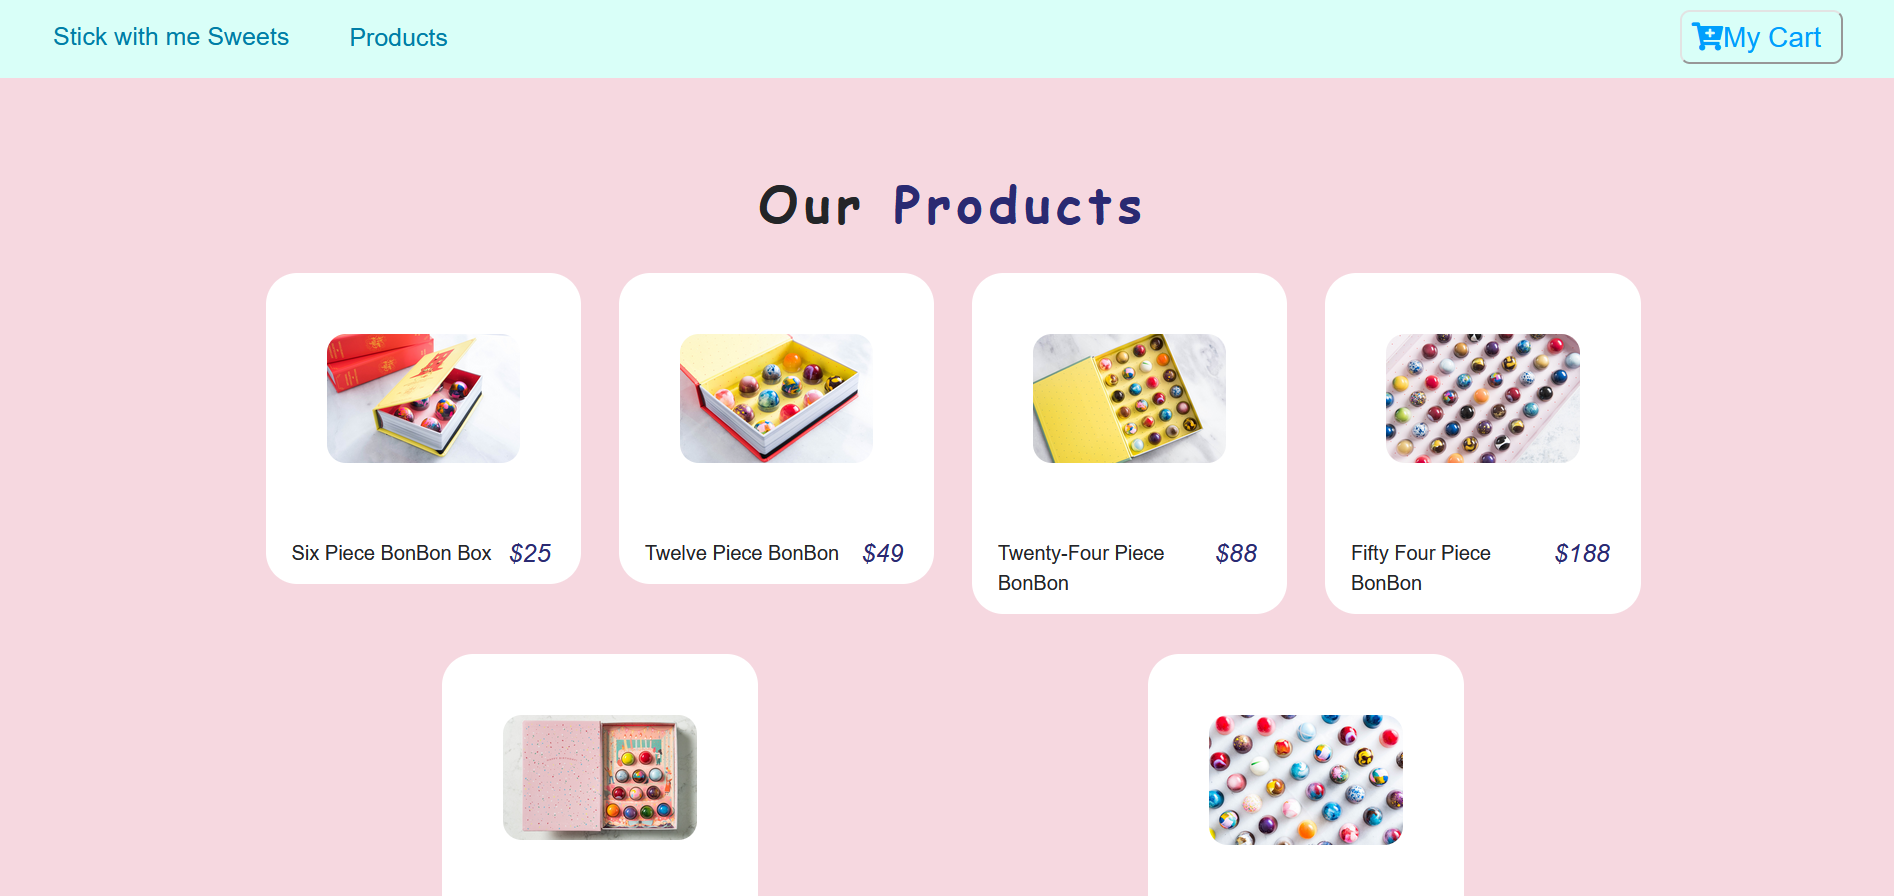 Stick with me Sweets Products My Cart
Our Products
Six Piece BonBon Box $25
Twelve Piece BonBon $49
Twenty-Four Piece $88
BonBon
Fifty Four Piece $188
BonBon